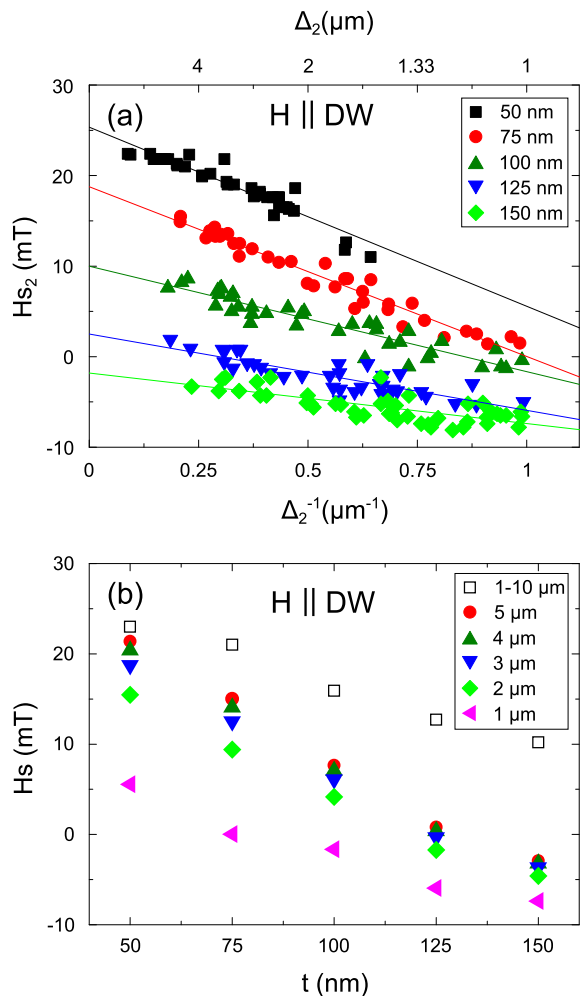 Δ₂(µm)
4 2 1.33 1
30
20
10
0
-10
Hs₂ (mT)
(a) H || DW
50 nm
75 nm
100 nm
125 nm
150 nm
0 0.25 0.5 0.75 1
Δ₂⁻¹(µm⁻¹)
30
20
10
0
-10
Hs (mT)
(b) H || DW
1-10 µm
5 µm
4 µm
3 µm
2 µm
1 µm
50 75 100 125 150
t (nm)